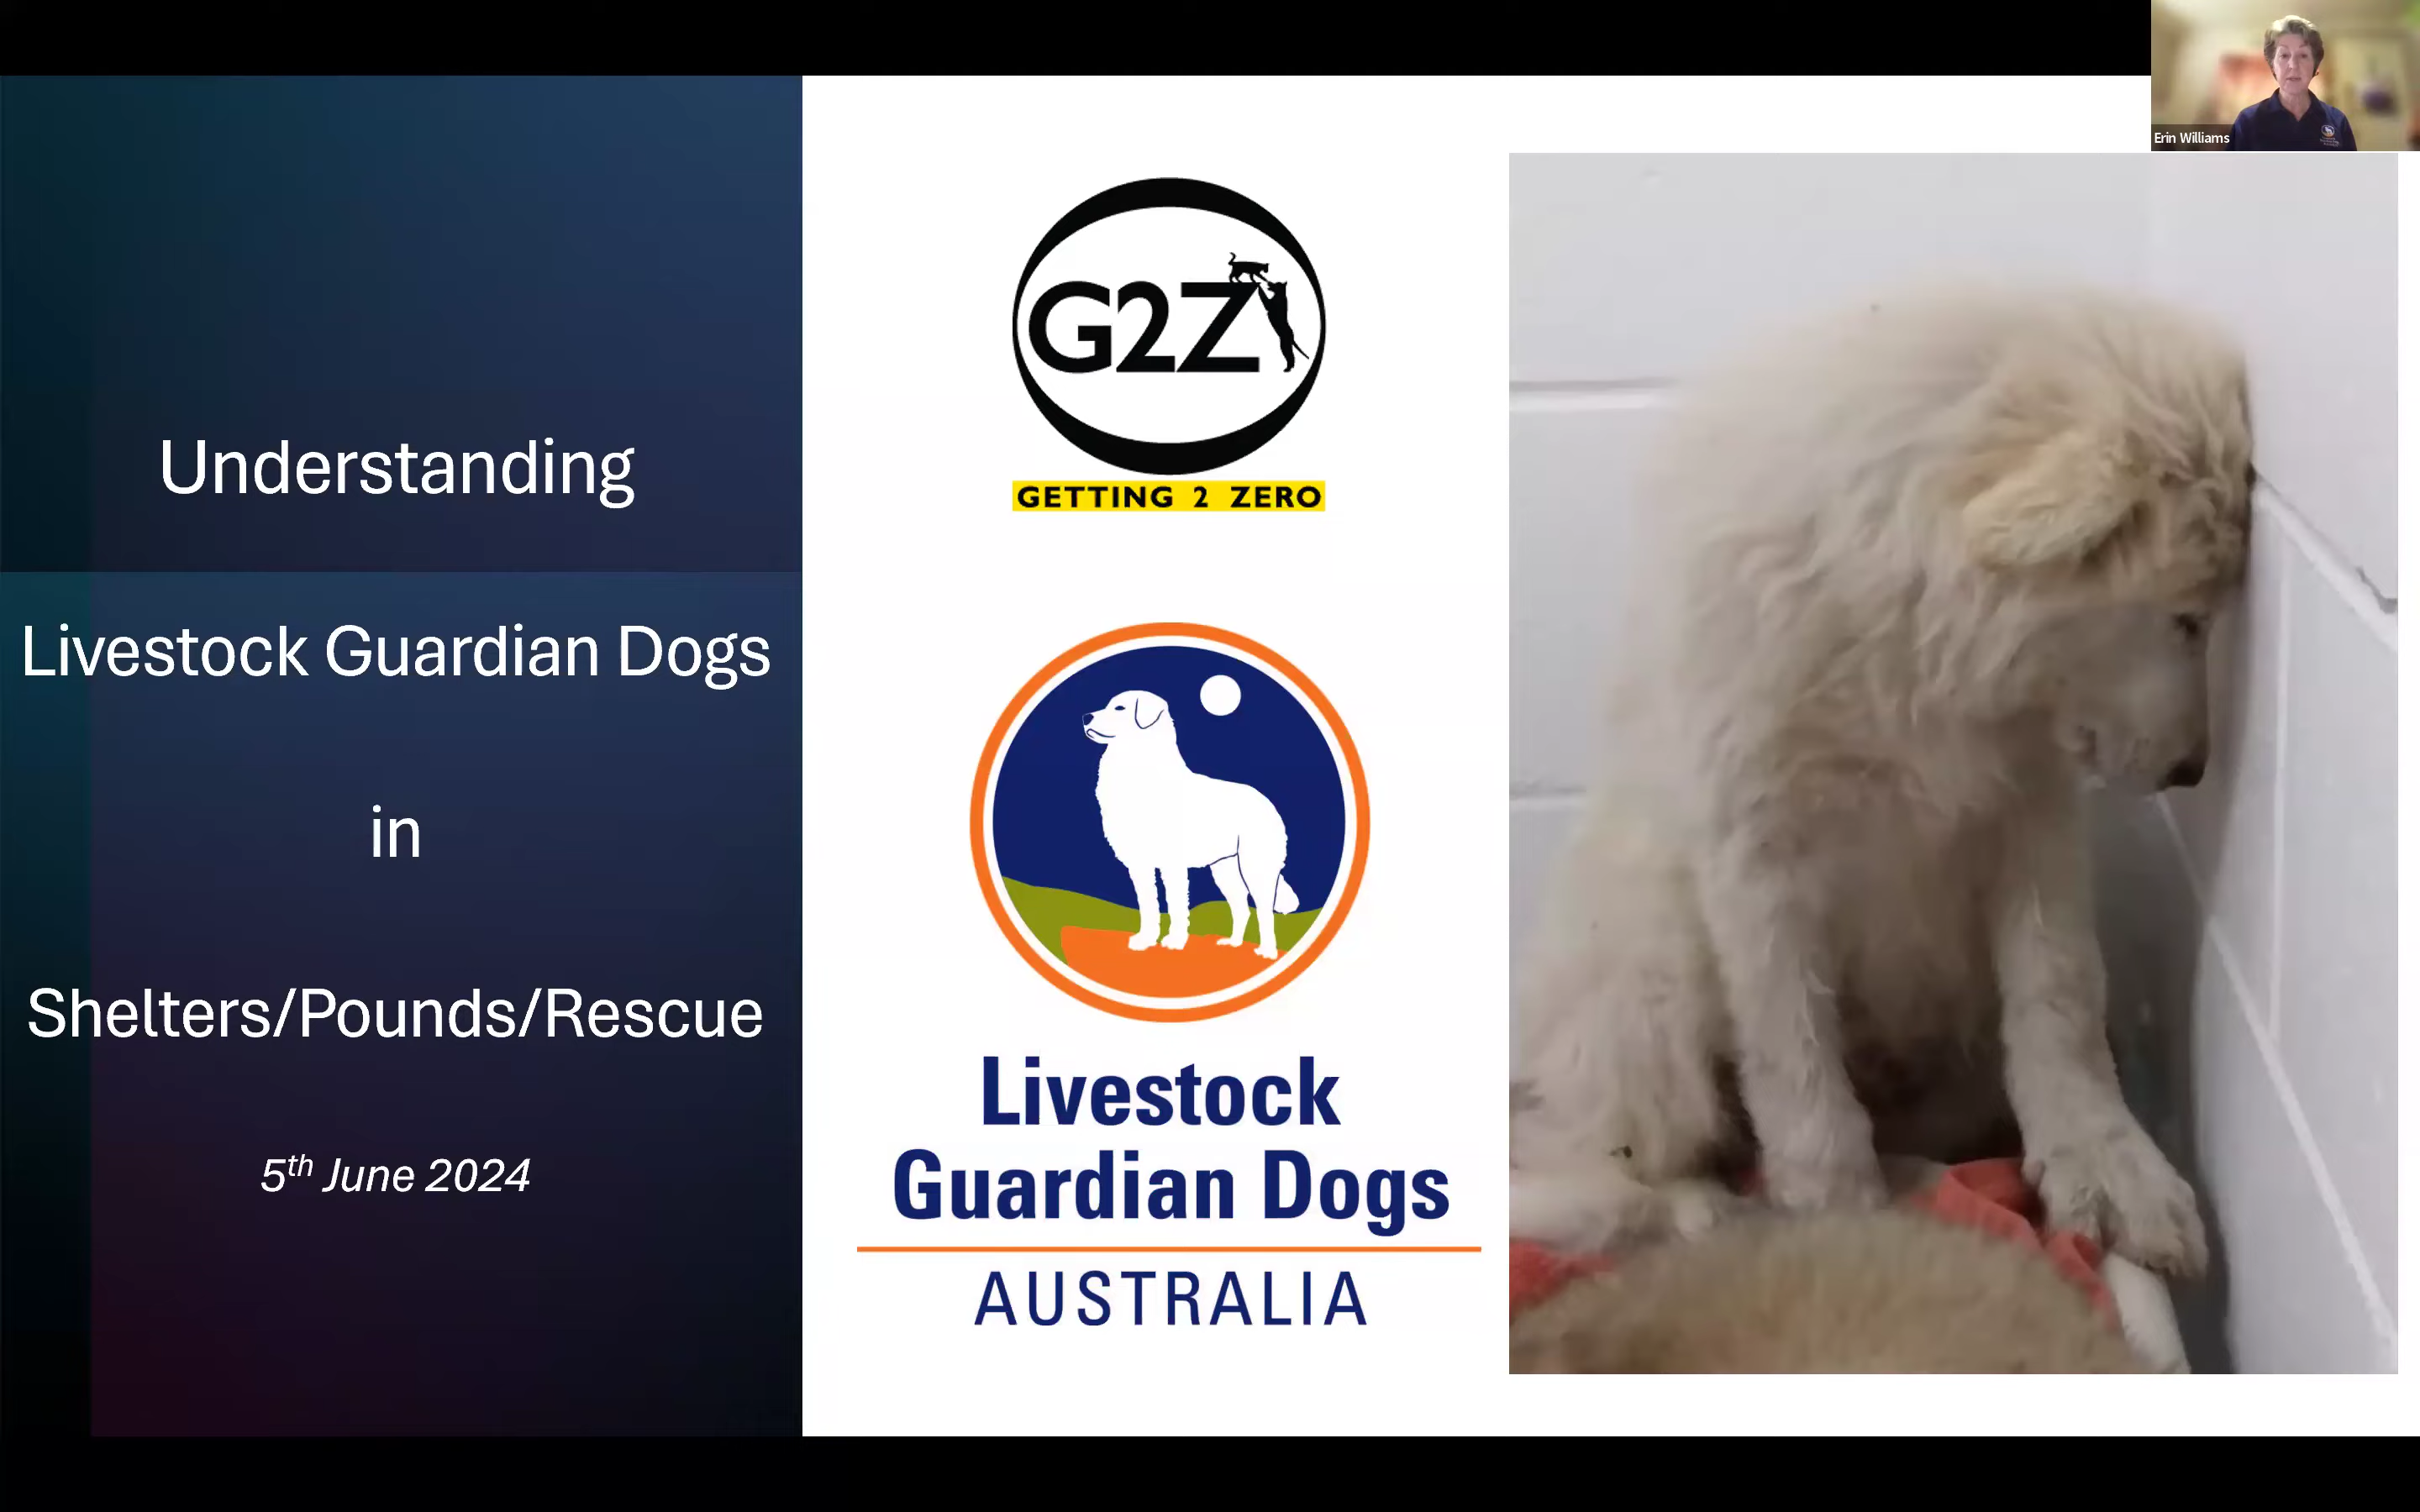 Erin Williams
Understanding
Livestock Guardian Dogs
in
Shelters/Pounds/Rescue
5th June 2024
G2Z
GETTING 2 ZERO
Livestock
Guardian Dogs
AUSTRALIA